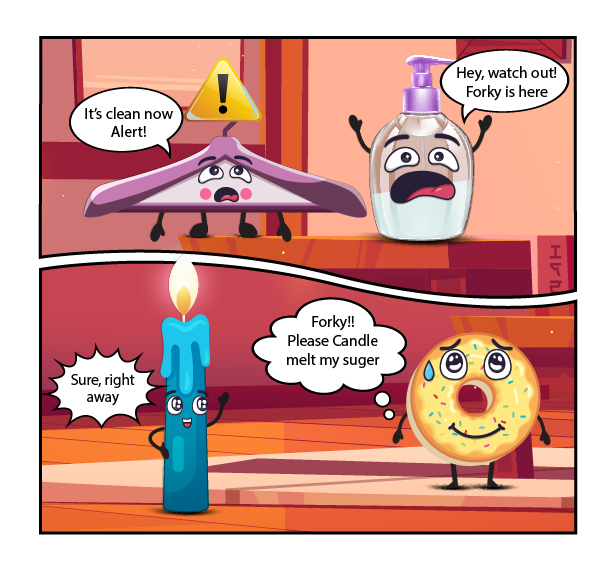 It's clean now
Alert!
!
Hey, watch out!
Forky is here
Forky!!
Please Candle
melt my suger
Sure, right
away